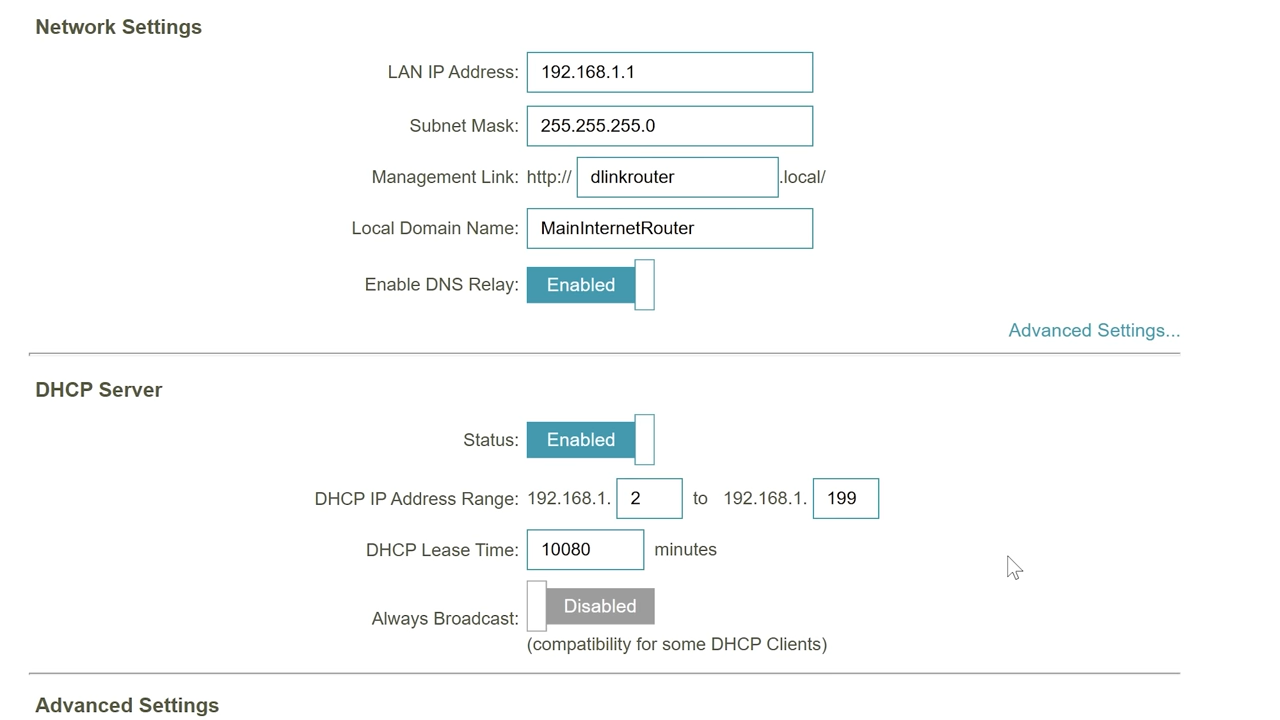 Network Settings
LAN IP Address: 192.168.1.1
Subnet Mask: 255.255.255.0
Management Link: http:// dlinkrouter .local/
Local Domain Name: MainInternetRouter
Enable DNS Relay: Enabled
Advanced Settings...
DHCP Server
Status: Enabled
DHCP IP Address Range: 192.168.1. 2 to 192.168.1. 199
DHCP Lease Time: 10080 minutes
Always Broadcast: Disabled
(compatibility for some DHCP Clients)
Advanced Settings